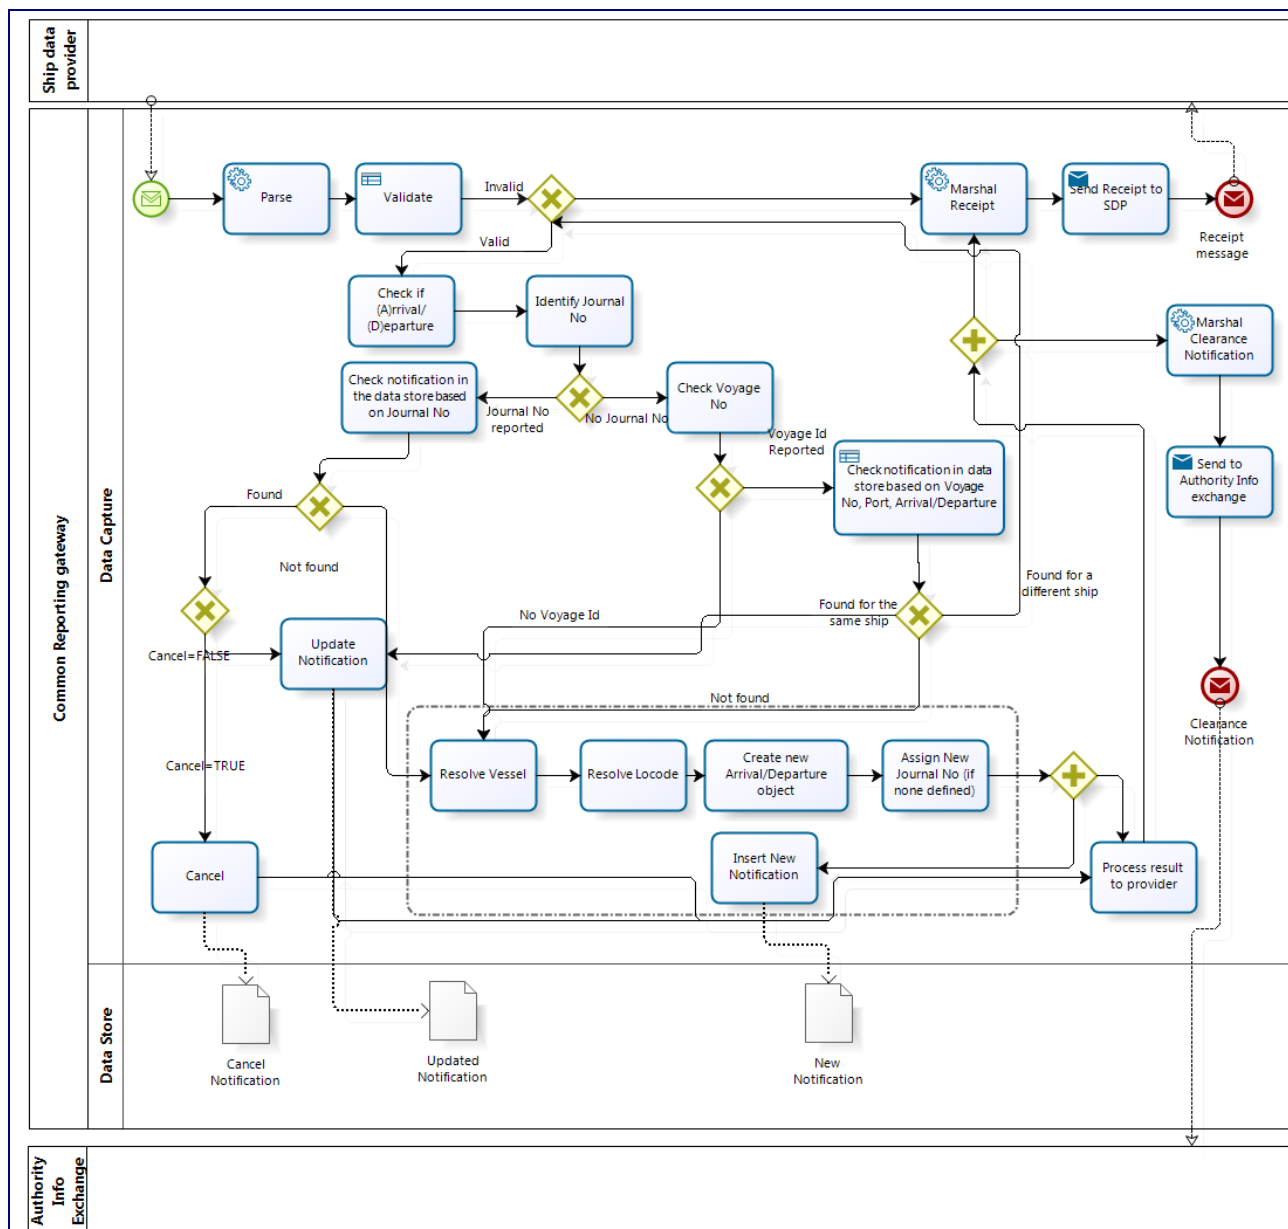 Ship data
provider
Common Reporting gateway
Data Capture
Parse
Validate
Invalid
Marshal
Receipt
Send Receipt to
SDP
Receipt
message
Valid
Check if
(A)rrival/
(D)eparture
Identify Journal
No
Marshal
Clearance
Notification
Check notification in
the data store based
on Journal No
Journal No
reported
No Journal No
Check Voyage
No
Voyage Id
Reported
Check notification in data
store based on Voyage
No, Port, Arrival/Departure
Send to
Authority Info
exchange
Found
Not found
Found for a
different ship
No Voyage Id
Found for the
same ship
Update
Notification
Cancel=FALSE
Not found
Clearance
Notification
Cancel=TRUE
Resolve Vessel
Resolve Locode
Create new
Arrival/Departure
object
Assign New
Journal No (if
none defined)
Cancel
Insert New
Notification
Process result
to provider
Data Store
Cancel
Notification
Updated
Notification
New
Notification
Authority
Info
Exchange